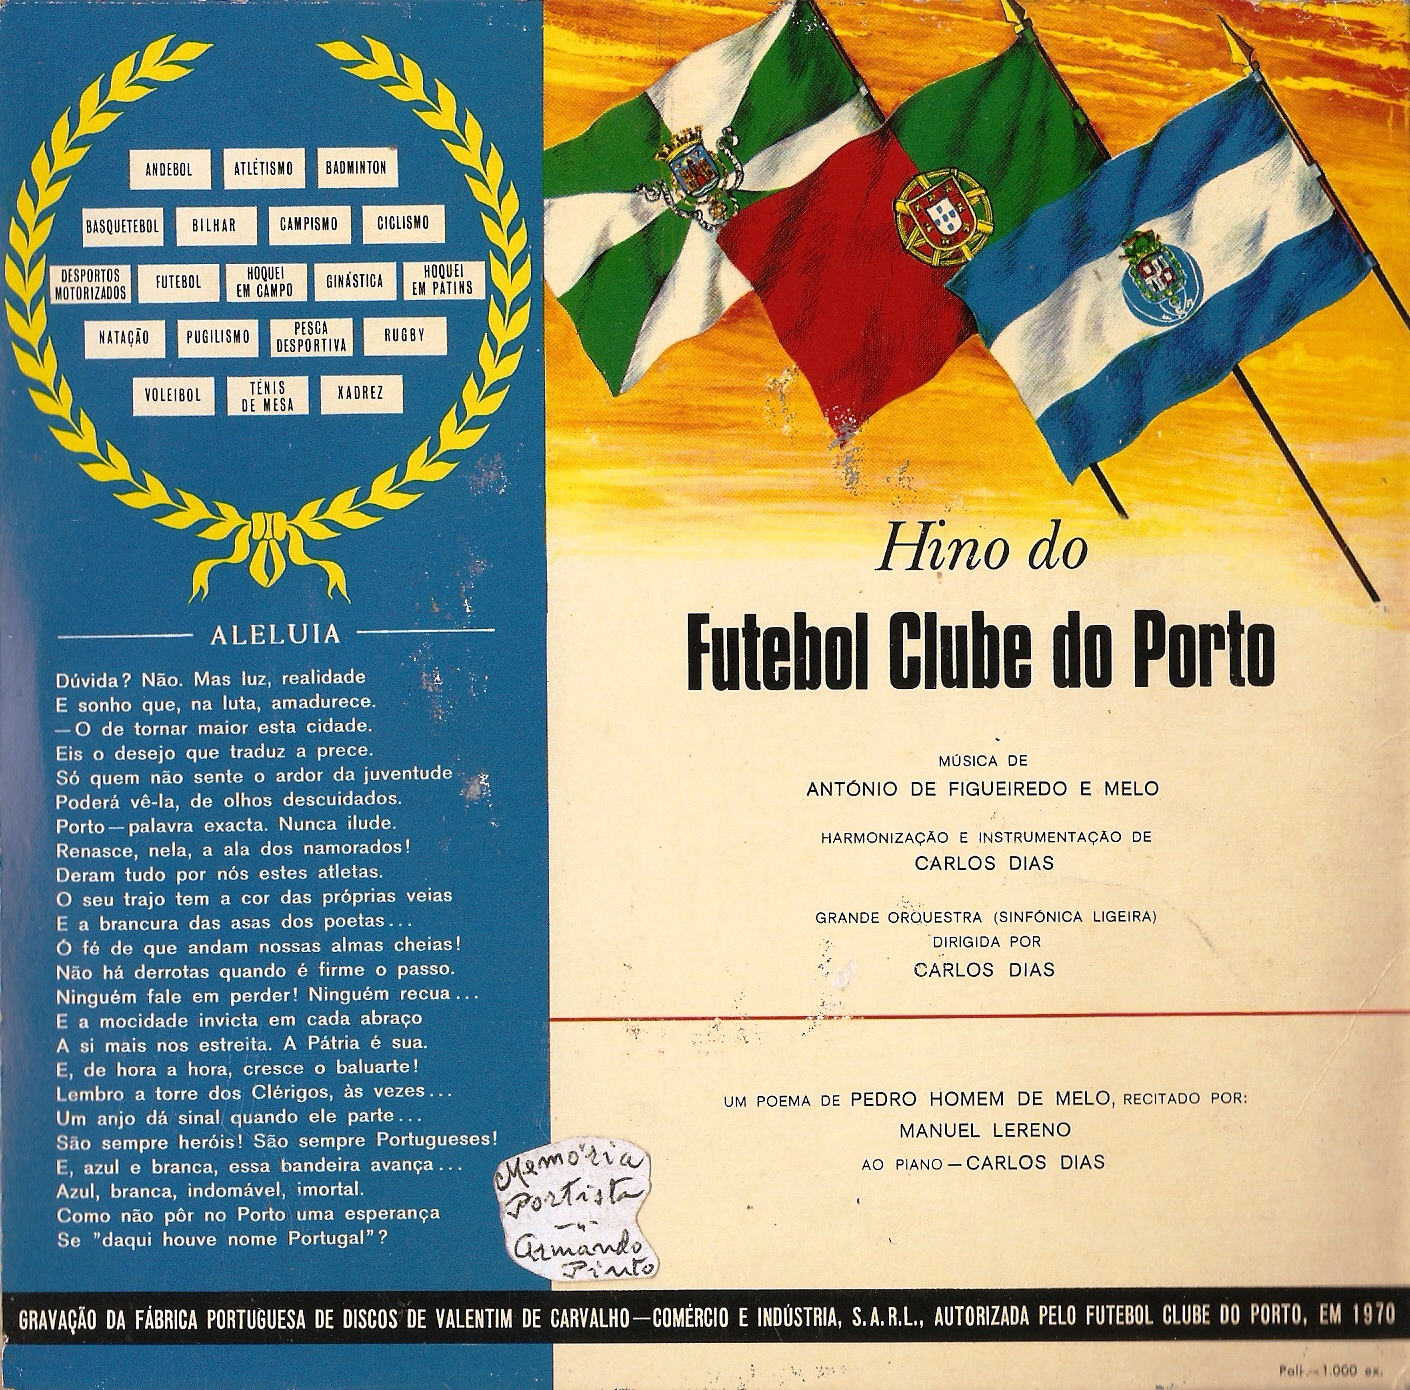 ANDEBOL
ATLÉTISMO
BADMINTON
BASQUETEBOL
BILHAR
CAMPISMO
CICLISMO
DESPORTOS
MOTORIZADOS
FUTEBOL
HOQUEI
EM CAMPO
GINÁSTICA
HOQUEI
EM PATINS
NATAÇÃO
PUGILISMO
PESCA
DESPORTIVA
RUGBY
VOLEIBOL
TÉNIS
DE MESA
XADREZ
ALELUIA
Dúvida? Não. Mas luz, realidade
E sonho que, na luta, amadurece.
—O de tornar maior esta cidade.
Eis o desejo que traduz a prece.
Só quem não sente o ardor da juventude
Poderá vê-la, de olhos descuidados.
Porto—palavra exacta. Nunca ilude.
Renasce, nela, a ala dos namorados!
Deram tudo por nós estes atletas.
O seu trajo tem a cor das próprias veias
E a brancura das asas dos poetas...
Ó fé de que andam nossas almas cheias!
Não há derrotas quando é firme o passo.
Ninguém fale em perder! Ninguém recua...
E a mocidade invicta em cada abraço
A si mais nos estreita. A Pátria é sua.
E, de hora a hora, cresce o baluarte!
Lembro a torre dos Clérigos, às vezes...
Um anjo dá sinal quando ele parte...
São sempre heróis! São sempre Portugueses!
E, azul e branca, essa bandeira avança...
Azul, branca, indomável, imortal.
Como não pôr no Porto uma esperança
Se "daqui houve nome Portugal"?
Hino do
Futebol Clube do Porto
MÚSICA DE
ANTÓNIO DE FIGUEIREDO E MELO
HARMONIZAÇÃO E INSTRUMENTAÇÃO DE
CARLOS DIAS
GRANDE ORQUESTRA (SINFÓNICA LIGEIRA)
DIRIGIDA POR
CARLOS DIAS
UM POEMA DE PEDRO HOMEM DE MELO, RECITADO POR:
MANUEL LERENO
AO PIANO—CARLOS DIAS
Memória
Portista
—"—
Armando
Pinto
GRAVAÇÃO DA FÁBRICA PORTUGUESA DE DISCOS DE VALENTIM DE CARVALHO—COMÉRCIO E INDÚSTRIA, S.A.R.L., AUTORIZADA PELO FUTEBOL CLUBE DO PORTO, EM 1970
1.000 ex.